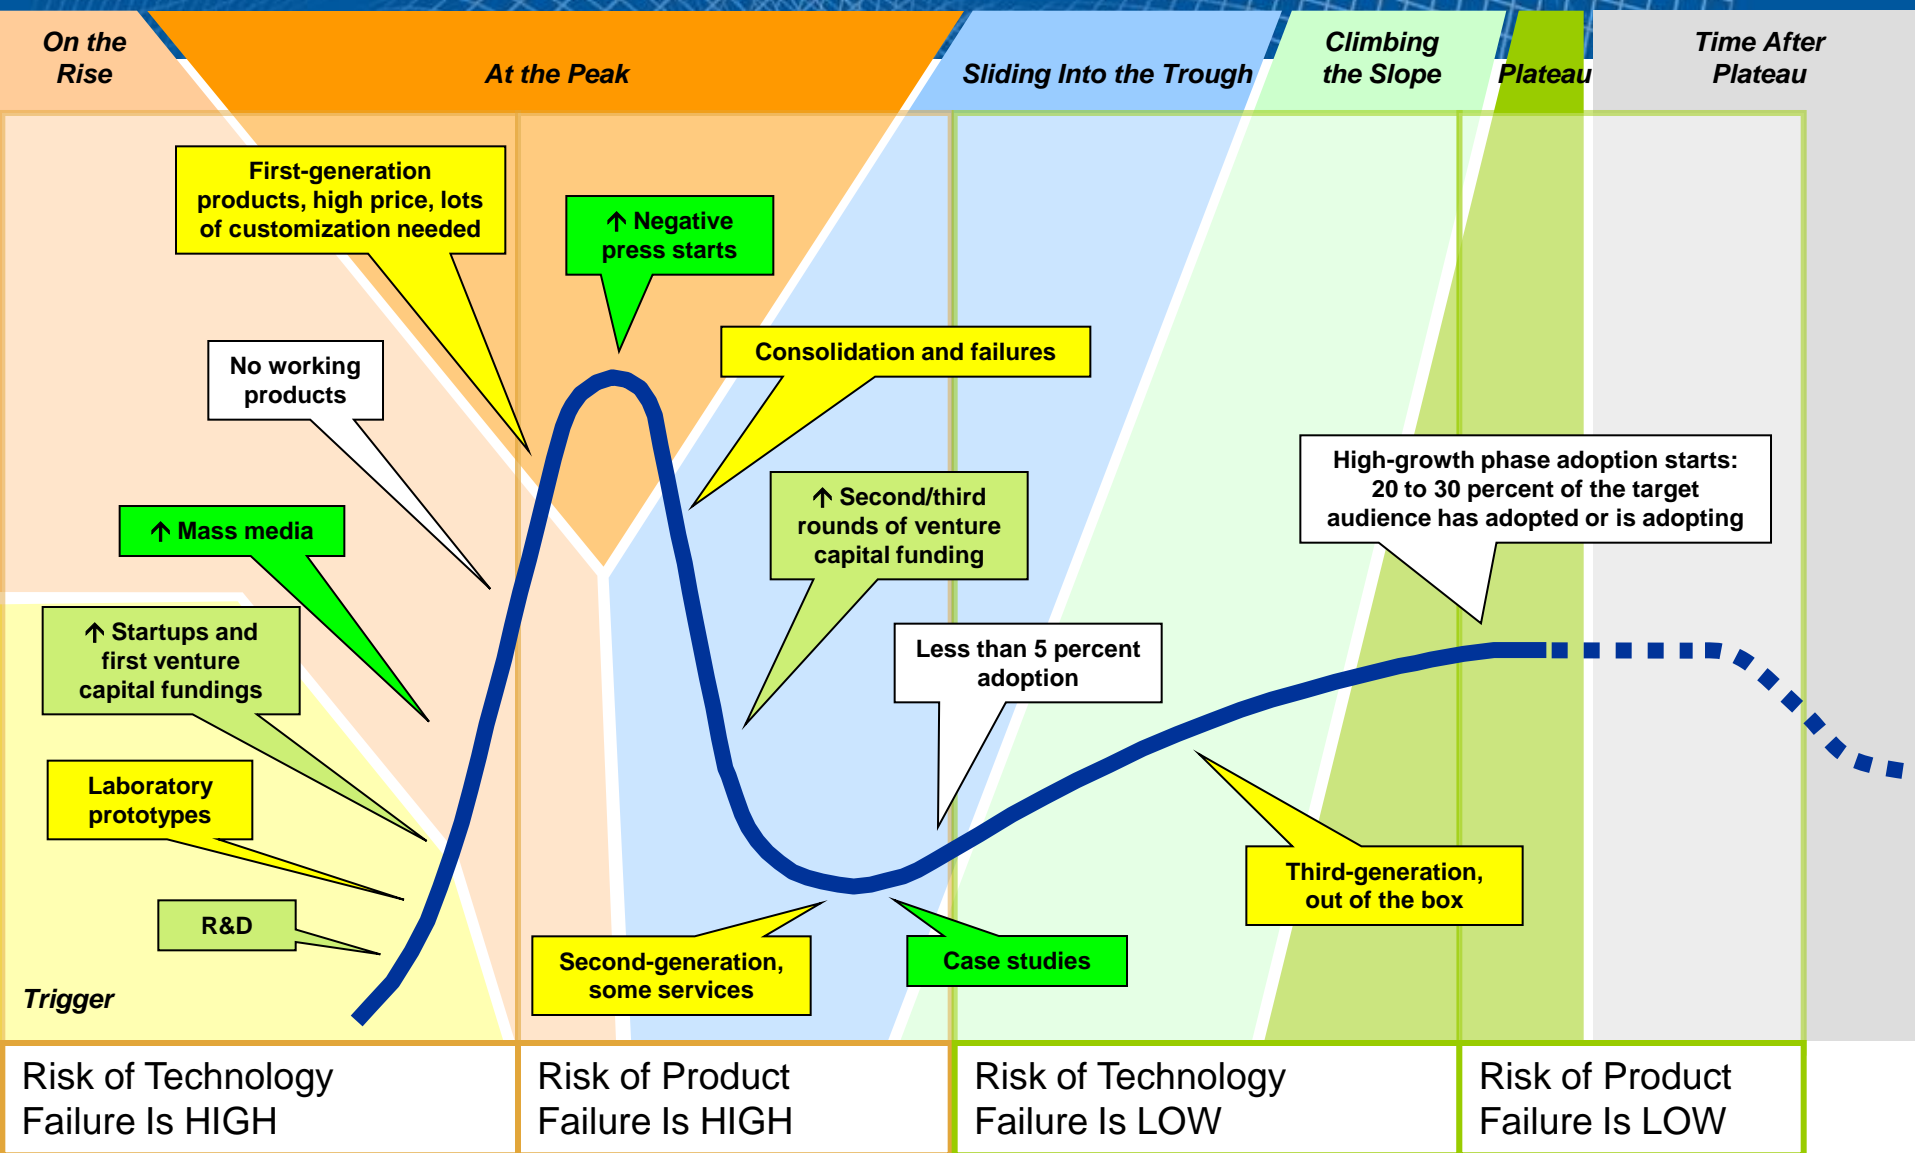 On the
Rise
At the Peak
Sliding Into the Trough
Climbing
the Slope
Plateau
Time After
Plateau
First-generation
products, high price, lots
of customization needed
↑ Negative
press starts
Consolidation and failures
No working
products
High-growth phase adoption starts:
20 to 30 percent of the target
audience has adopted or is adopting
↑ Second/third
rounds of venture
capital funding
↑ Mass media
↑ Startups and
first venture
capital fundings
Less than 5 percent
adoption
Laboratory
prototypes
Third-generation,
out of the box
R&D
Second-generation,
some services
Case studies
Trigger
Risk of Technology
Failure Is HIGH
Risk of Product
Failure Is HIGH
Risk of Technology
Failure Is LOW
Risk of Product
Failure Is LOW